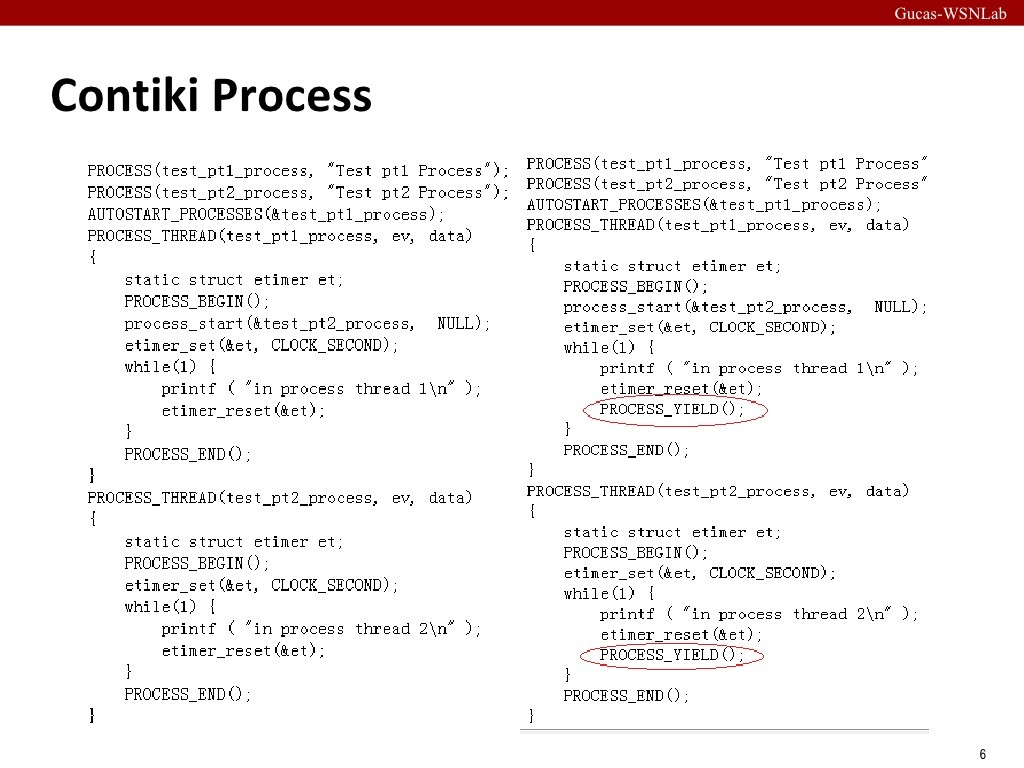 Gucas-WSNLab
Contiki Process
PROCESS(test_pt1_process, "Test pt1 Process");
PROCESS(test_pt2_process, "Test pt2 Process");
AUTOSTART_PROCESSES(&test_pt1_process);
PROCESS_THREAD(test_pt1_process, ev, data)
{
static struct etimer et;
PROCESS_BEGIN();
process_start(&test_pt2_process, NULL);
etimer_set(&et, CLOCK_SECOND);
while(1) {
printf ( "in process thread 1\n" );
etimer_reset(&et);
}
PROCESS_END();
}
PROCESS_THREAD(test_pt2_process, ev, data)
{
static struct etimer et;
PROCESS_BEGIN();
etimer_set(&et, CLOCK_SECOND);
while(1) {
printf ( "in process thread 2\n" );
etimer_reset(&et);
}
PROCESS_END();
}
PROCESS(test_pt1_process, "Test pt1 Process"
PROCESS(test_pt2_process, "Test pt2 Process"
AUTOSTART_PROCESSES(&test_pt1_process);
PROCESS_THREAD(test_pt1_process, ev, data)
{
static struct etimer et;
PROCESS_BEGIN();
process_start(&test_pt2_process, NULL);
etimer_set(&et, CLOCK_SECOND);
while(1) {
printf ( "in process thread 1\n" );
etimer_reset(&et);
PROCESS_YIELD();
}
PROCESS_END();
}
PROCESS_THREAD(test_pt2_process, ev, data)
{
static struct etimer et;
PROCESS_BEGIN();
etimer_set(&et, CLOCK_SECOND);
while(1) {
printf ( "in process thread 2\n" );
etimer_reset(&et);
PROCESS_YIELD();
}
PROCESS_END();
}
6